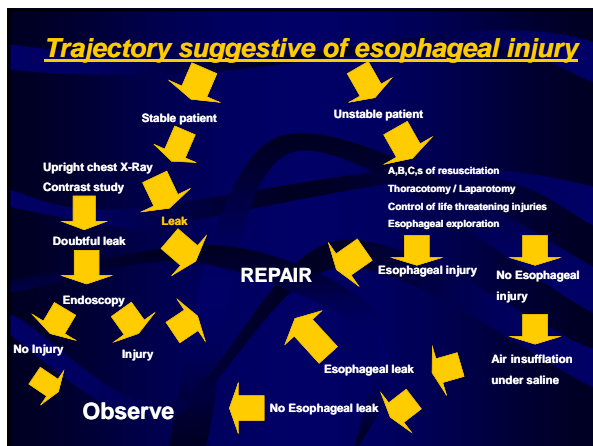 Trajectory suggestive of esophageal injury
Stable patient
Unstable patient
Upright chest X-Ray
Contrast study
A,B,C,s of resuscitation
Thoracotomy / Laparotomy
Control of life threatening injuries
Esophageal exploration
Leak
Doubtful leak
REPAIR
Esophageal injury
No Esophageal
injury
Endoscopy
No Injury
Injury
Air insufflation
under saline
Esophageal leak
Observe
No Esophageal leak